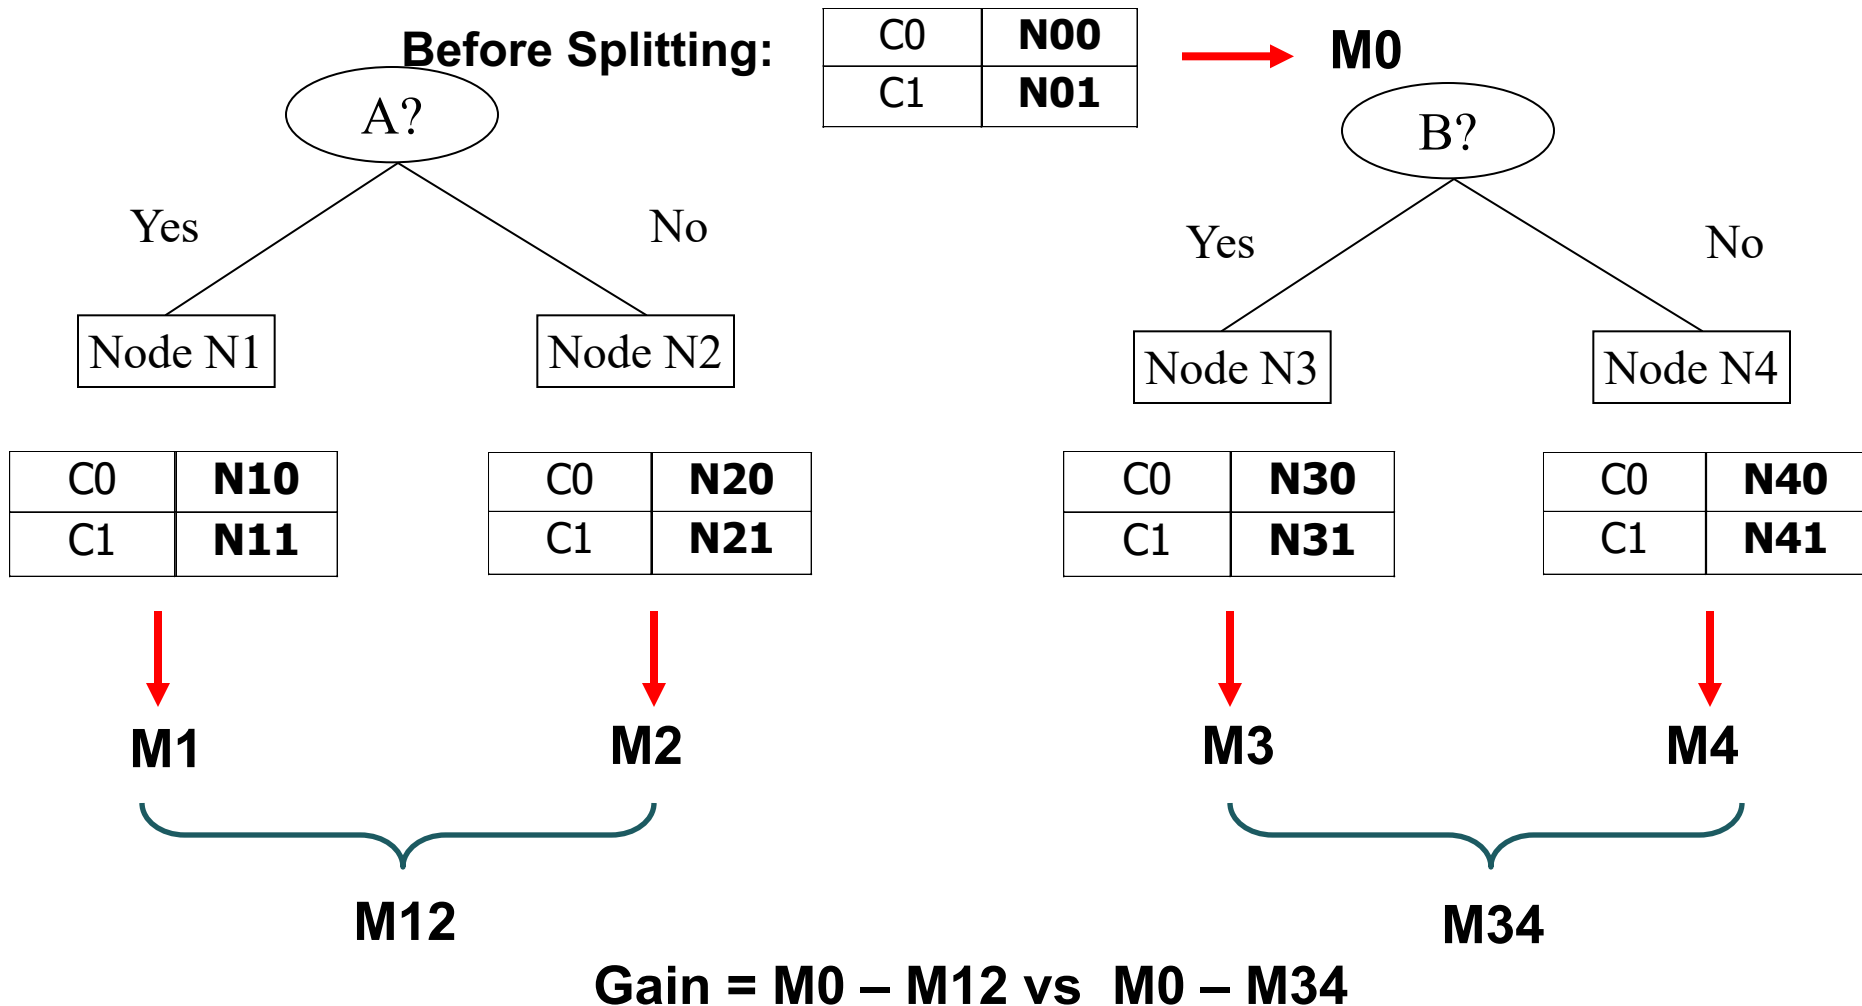 Before Splitting:
C0 N00
C1 N01
M0
A?
B?
Yes
No
Yes
No
Node N1
Node N2
Node N3
Node N4
C0 N10
C1 N11
C0 N20
C1 N21
C0 N30
C1 N31
C0 N40
C1 N41
M1
M2
M3
M4
M12
M34
Gain = M0 – M12 vs M0 – M34